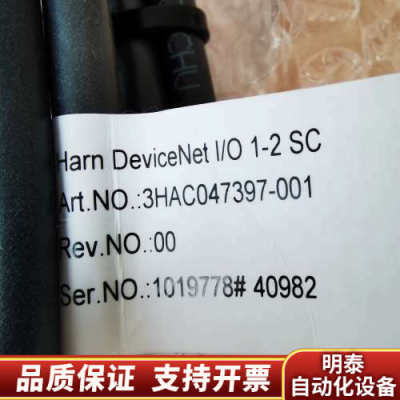 CHU
Harn DeviceNet I/O 1-2 SC
Art.NO.:3HAC047397-001
Rev.NO.:00
Ser.NO.:1019778# 40982
品质保证 支持开票
明泰
自动化设备